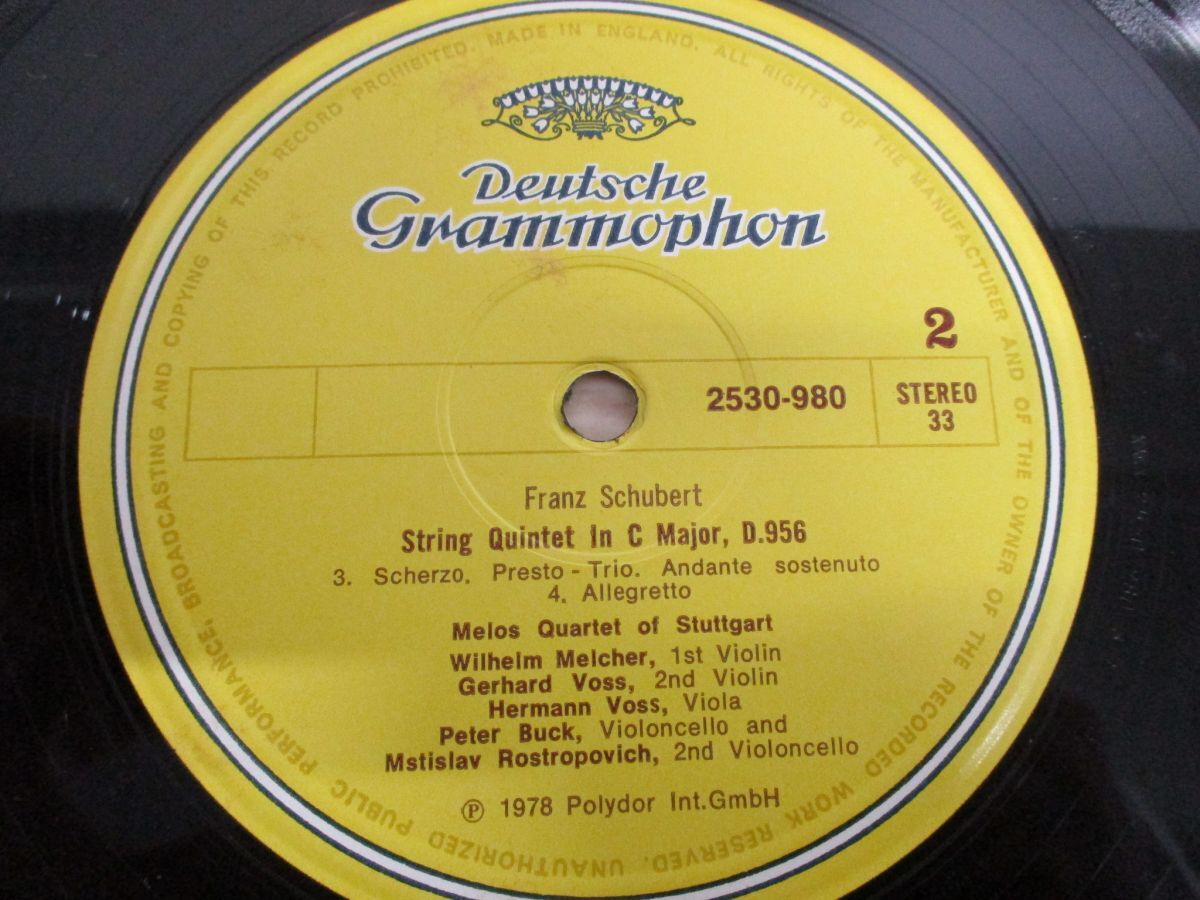 Deutsche
Grammophon
2
2530-980
STEREO
33
Franz Schubert
String Quintet In C Major, D.956
3. Scherzo. Presto - Trio. Andante sostenuto
4. Allegretto
Melos Quartet of Stuttgart
Wilhelm Melcher, 1st Violin
Gerhard Voss, 2nd Violin
Hermann Voss, Viola
Peter Buck, Violoncello and
Mstislav Rostropovich, 2nd Violoncello
℗ 1978 Polydor Int.GmbH
MADE IN ENGLAND. ALL RIGHTS OF THE MANUFACTURER AND OF THE OWNER OF THE RECORDED WORK RESERVED. UNAUTHORIZED PUBLIC PERFORMANCE, BROADCASTING AND COPYING OF THIS RECORD PROHIBITED.